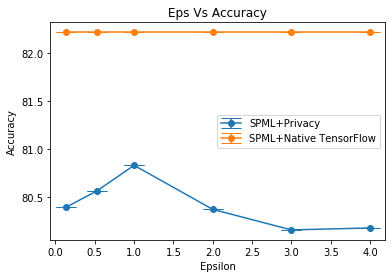 Eps Vs Accuracy
82.0
81.5
81.0
80.5
Accuracy
SPML+Privacy
SPML+Native TensorFlow
0.0 0.5 1.0 1.5 2.0 2.5 3.0 3.5 4.0
Epsilon